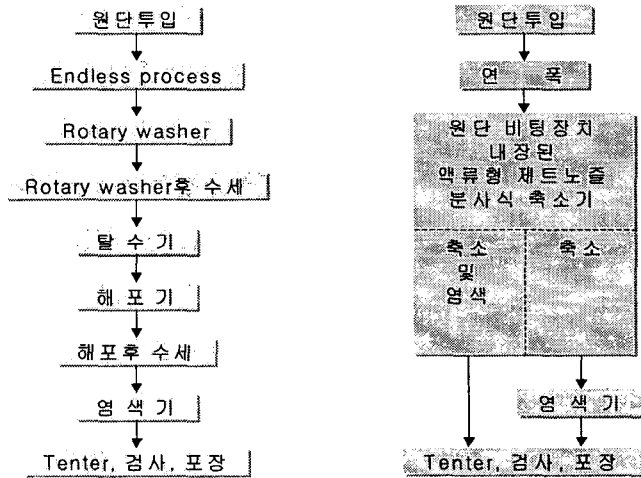 원단투입
Endless process
Rotary washer
Rotary washer후 수세
탈 수 기
해 포 기
해포후 수세
염 색 기
Tenter, 검사, 포장
원단투입
연 폭
원단 비팅장치
내장된
액류형 제트노즐
분사식 축소기
축소
및
염색
축소
염색기
Tenter, 검사, 포장